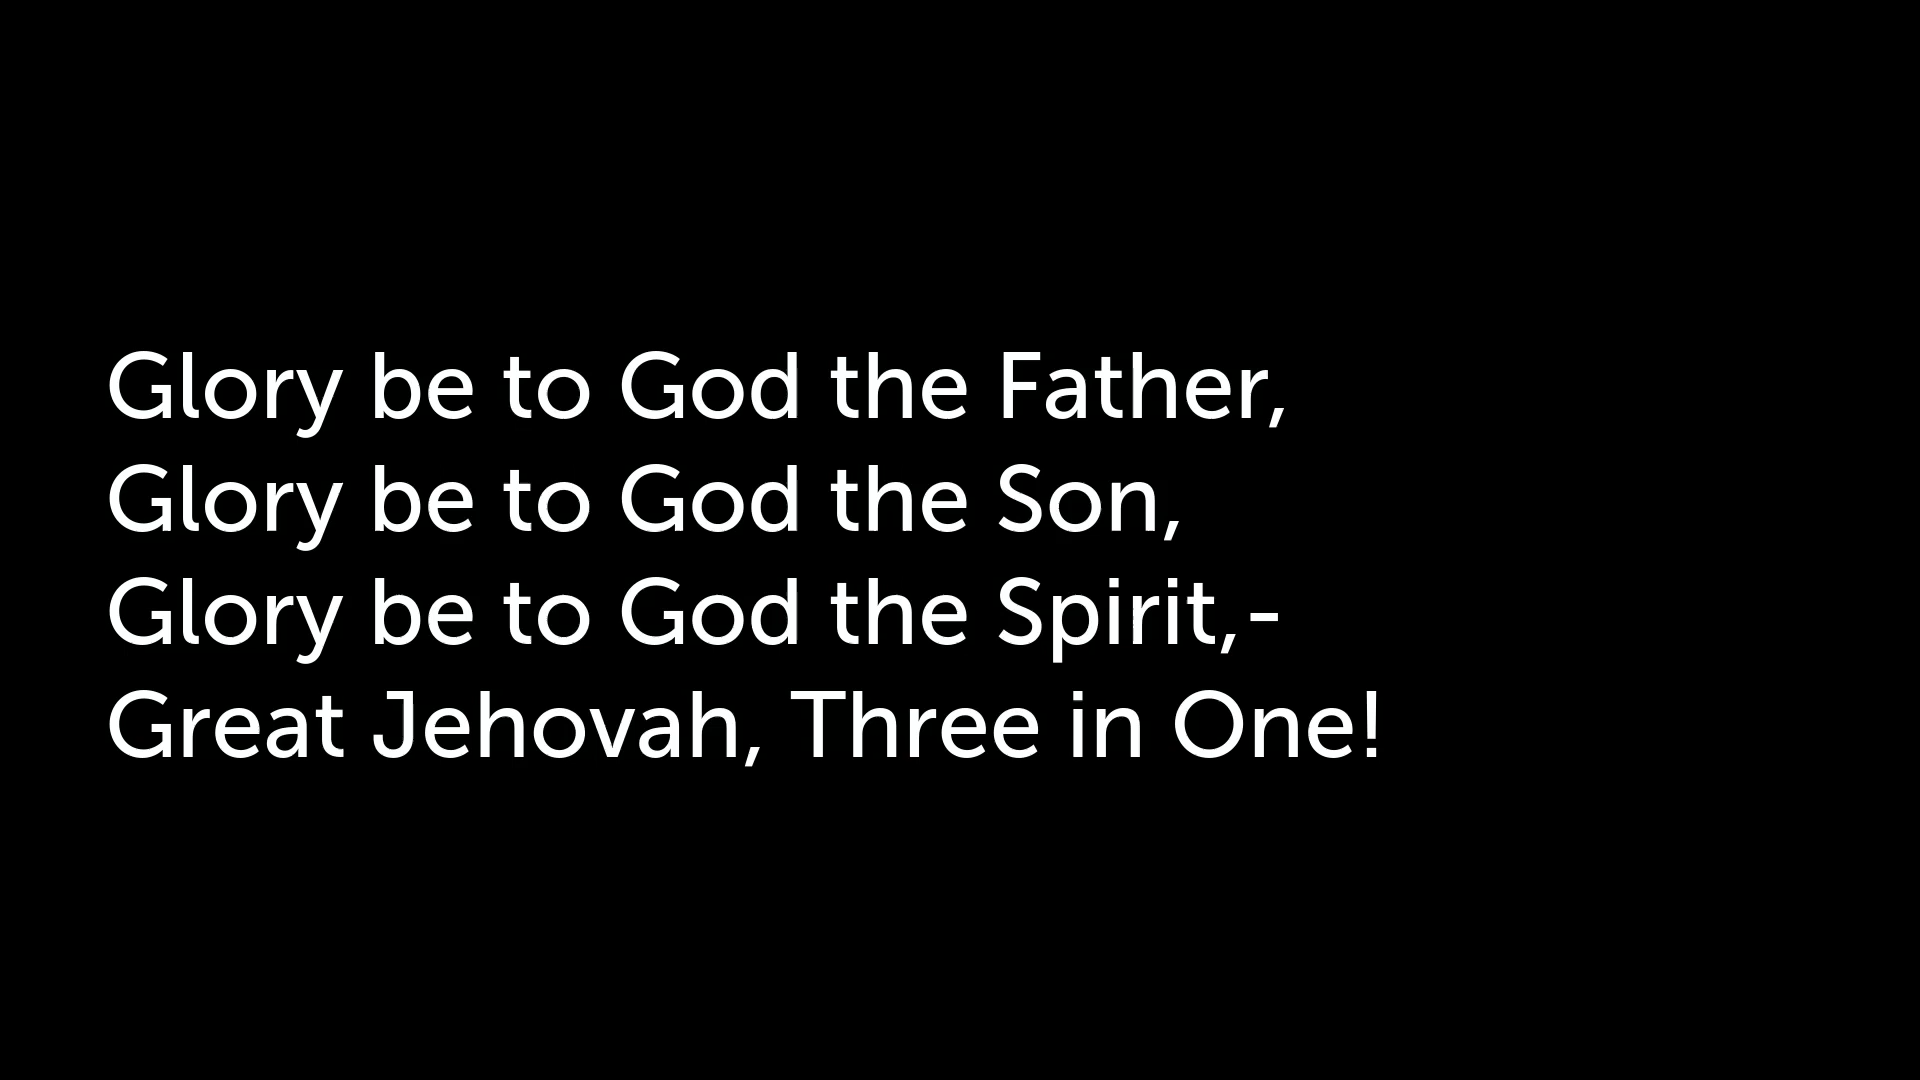 Glory be to God the Father,
Glory be to God the Son,
Glory be to God the Spirit,-
Great Jehovah, Three in One!